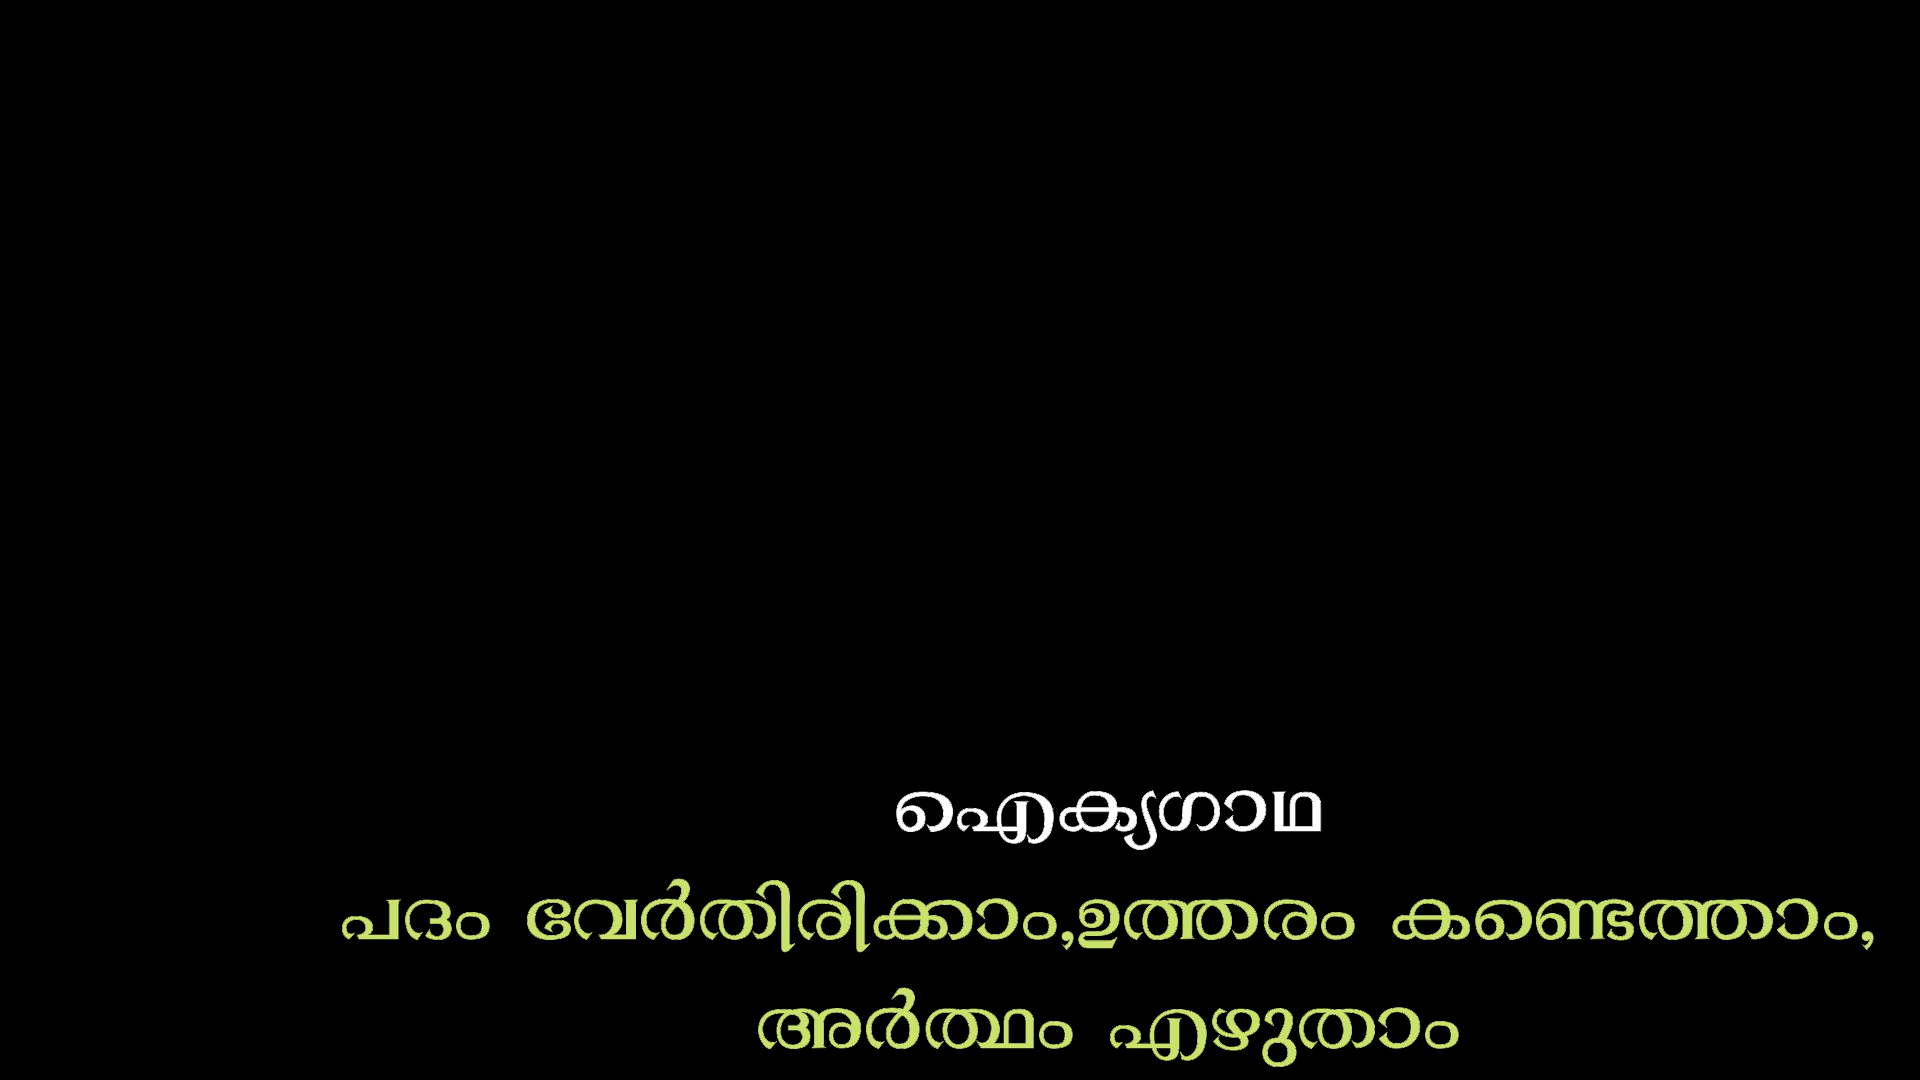 ഐക്യഗാഥ
പദം വേർതിരിക്കാം,ഉത്തരം കണ്ടെത്താം,
അർത്ഥം എഴുതാം